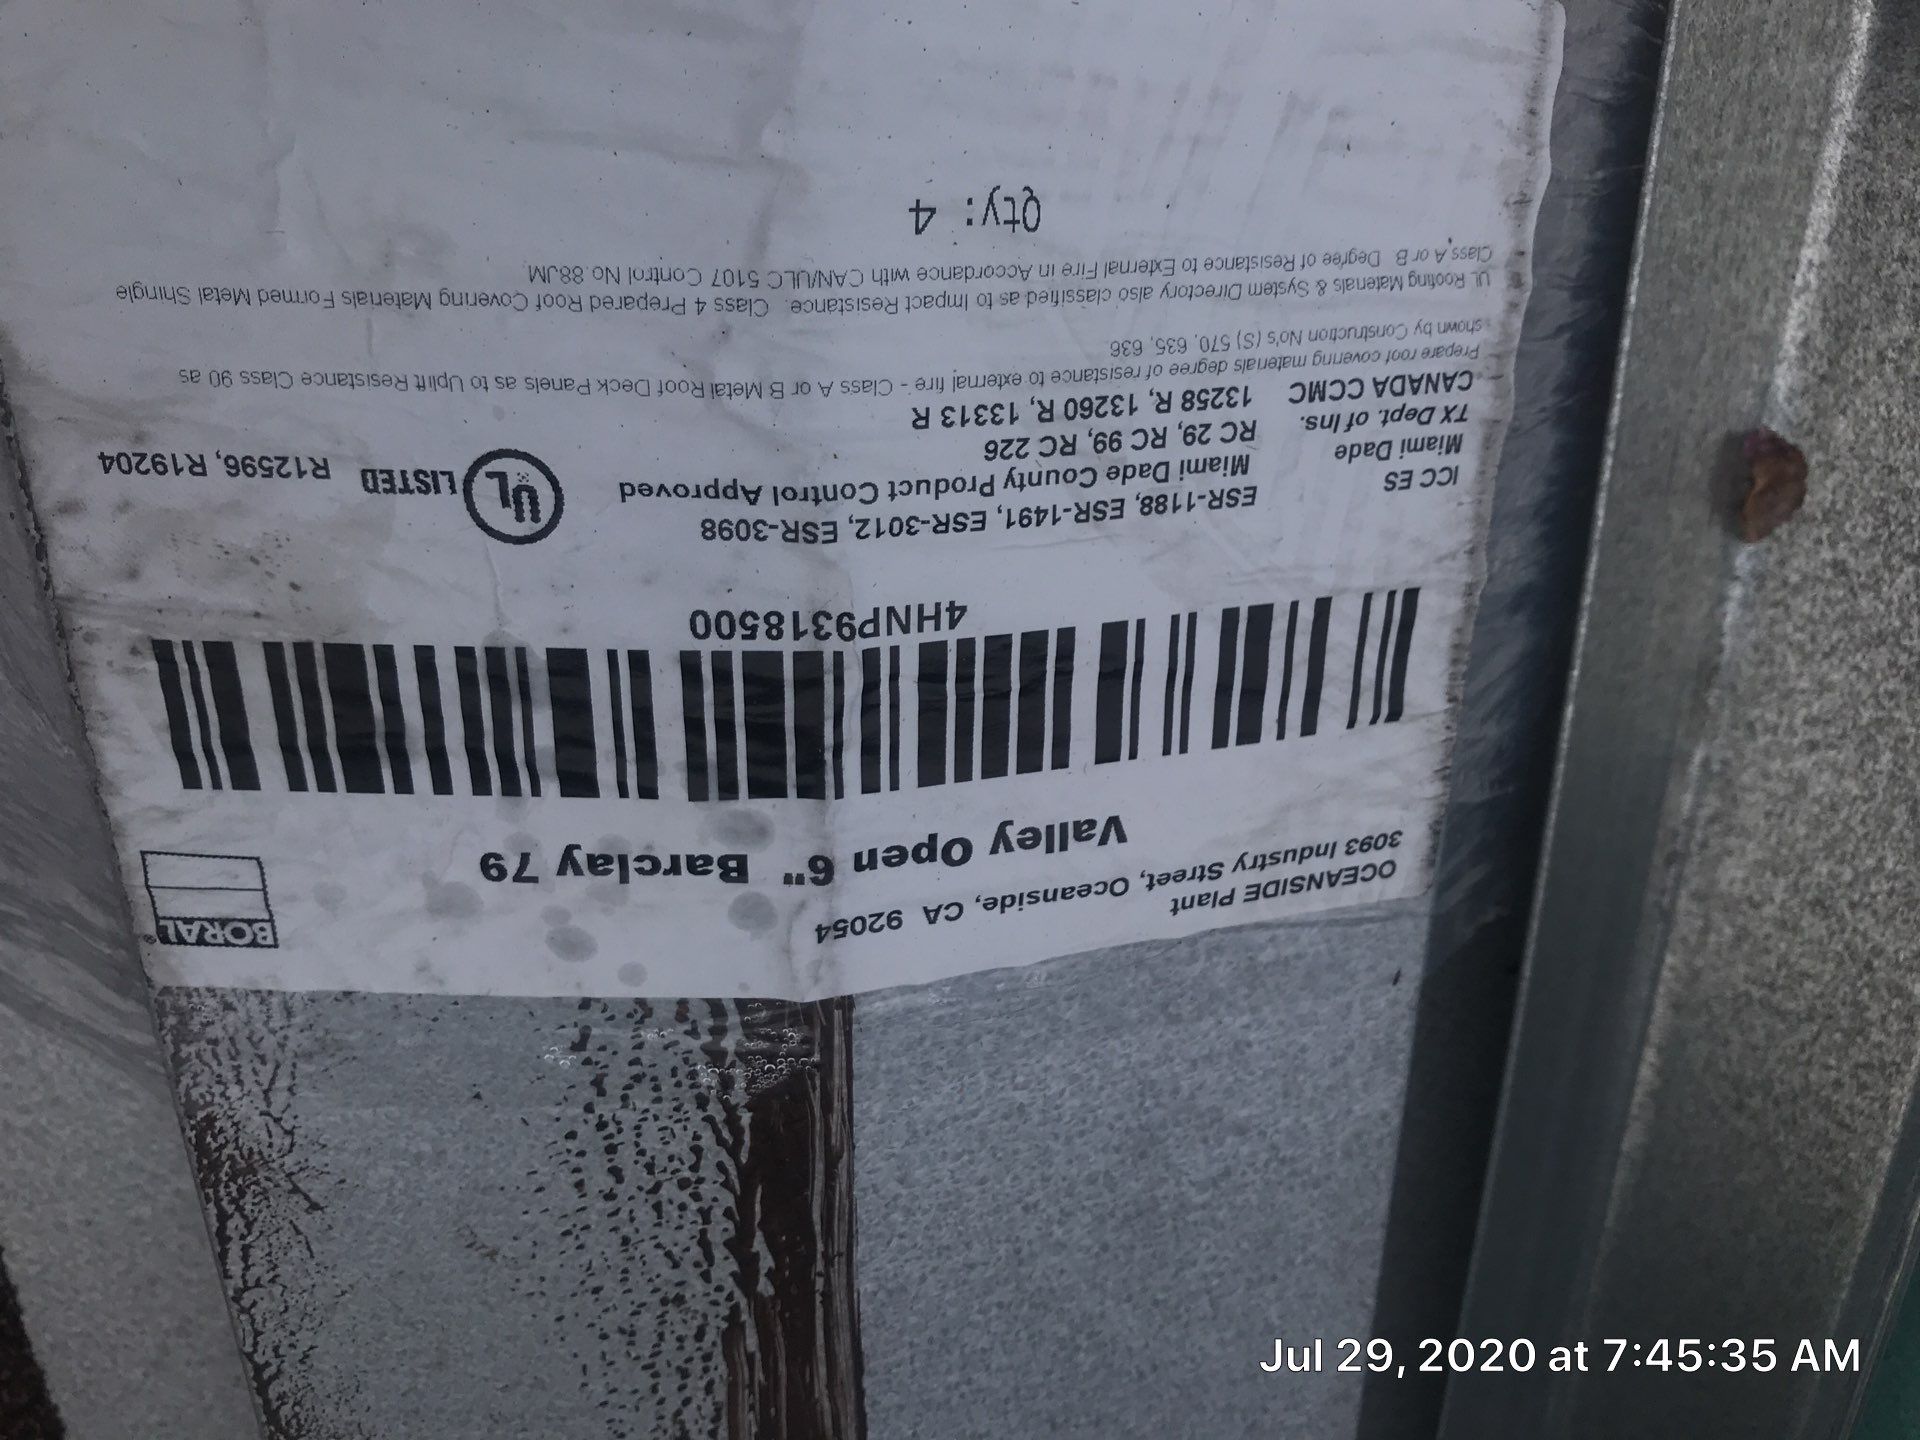 OCEANSIDE Plant
3093 Industry Street, Oceanside, CA 92054
BORAL®
Valley Open 6" Barclay 79
4HNP9318500
ICC ES ESR-1188, ESR-1491, ESR-3012, ESR-3098
Miami Dade Miami Dade County Product Control Approved
TX Dept. of Ins. RC 29, RC 99, RC 226
CANADA CCMC 13258 R, 13260 R, 13313 R
UL LISTED R12596, R19204
Prepare roof covering materials degree of resistance to external fire - Class A or B Metal Roof Deck Panels as to Uplift Resistance Class 90 as
shown by Construction No's (S) 570, 635, 636
UL Roofing Materials & System Directory also classified as to Impact Resistance. Class 4 Prepared Roof Covering Materials Formed Metal Shingle
Class A or B Degree of Resistance to External Fire in Accordance with CAN/ULC 5107 Control No. 88JM
Qty: 4
Jul 29, 2020 at 7:45:35 AM